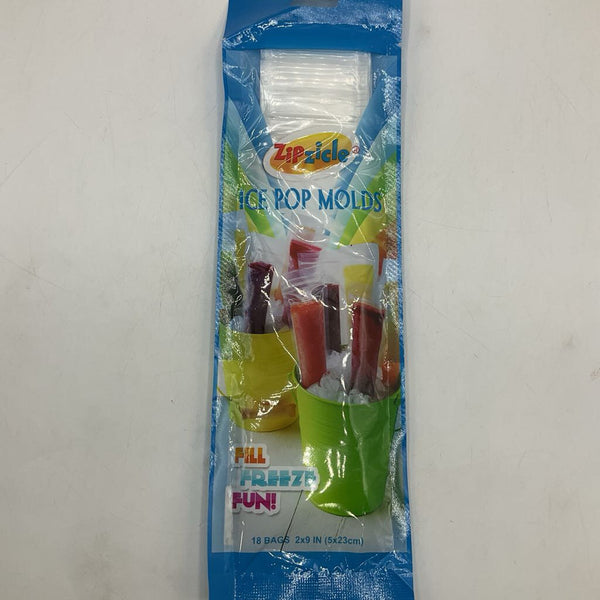 Zipzicle®
ICE POP MOLDS
FILL
FREEZE
FUN!
18 BAGS 2x9 IN (5x23cm)